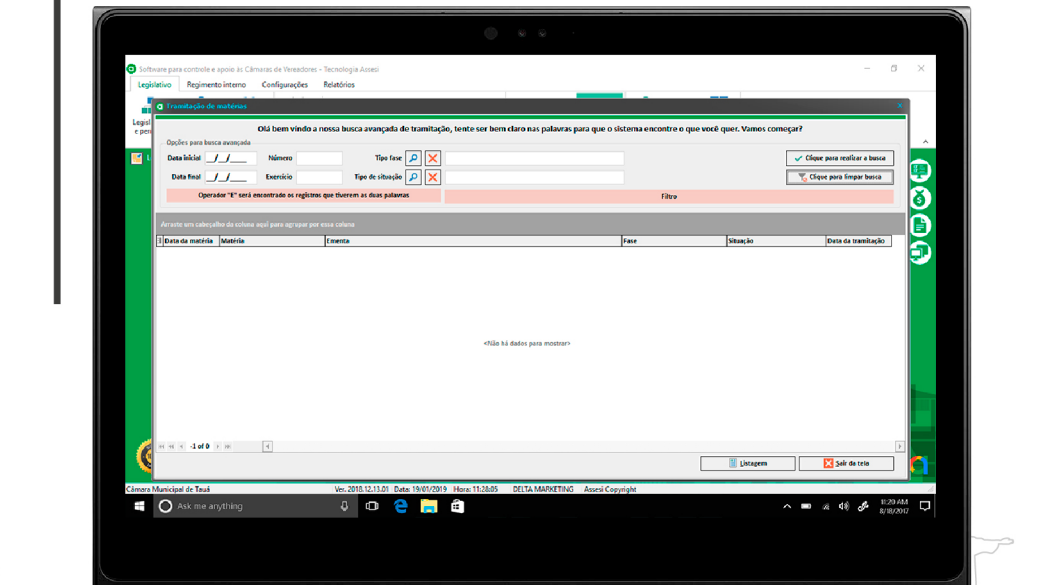 Software para controle e apoio às Câmaras de Vereadores - Tecnologia Assesi
Legislativo Regimento interno Configurações Relatórios
Tramitação de matérias
Olá bem vindo a nossa busca avançada de tramitação, tente ser bem claro nas palavras para que o sistema encontre o que você quer. Vamos começar?
Opções para busca avançada
Data inicial _/_/___ Número Tipo fase Clique para realizar a busca
Data final _/_/___ Exercício Tipo de situação Clique para limpar busca
Operador "E" será encontrado os registros que tiverem as duas palavras Filtro
Arraste um cabeçalho da coluna aqui para agrupar por essa coluna
Data da matéria Matéria Ementa Fase Situação Data da tramitação
<Não há dados para mostrar>
-1 of 0
Listagem Sair da tela
Câmara Municipal de Tauá Ver. 2018.12.13.01 Data: 19/01/2019 Hora: 11:28:05 DELTA MARKETING Assesi Copyright
Ask me anything 11:20 AM
8/18/2017